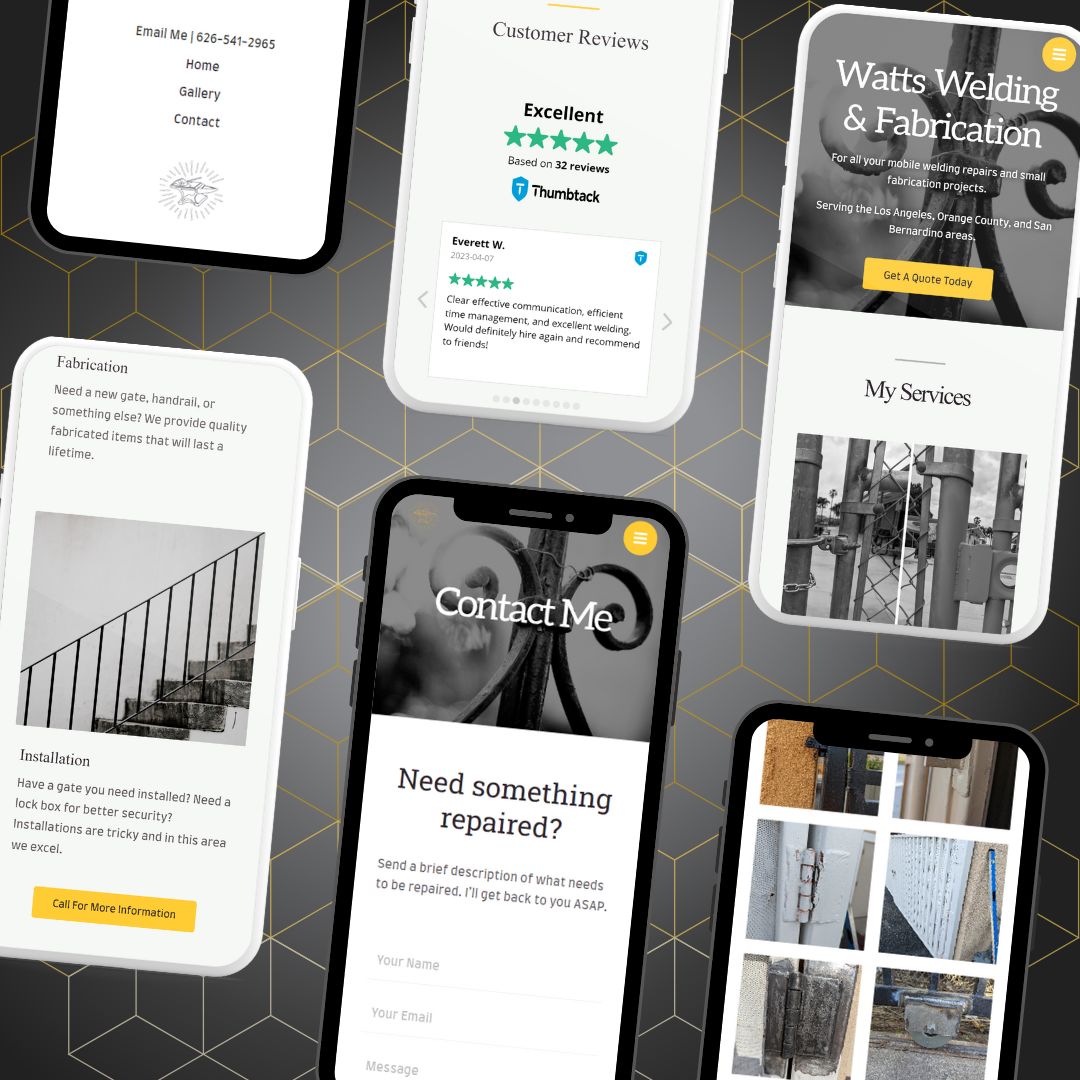 Email Me | 626-541-2965
Home
Gallery
Contact
Customer Reviews
Excellent
Based on 32 reviews
Thumbtack
Everett W.
2023-04-07
Clear effective communication, efficient
time management, and excellent welding.
Would definitely hire again and recommend
to friends!
Watts Welding
& Fabrication
For all your mobile welding repairs and small
fabrication projects.
Serving the Los Angeles, Orange County, and San
Bernardino areas.
Get A Quote Today
My Services
Fabrication
Need a new gate, handrail, or
something else? We provide quality
fabricated items that will last a
lifetime.
Installation
Have a gate you need installed? Need a
lock box for better security?
Installations are tricky and in this area
we excel.
Call For More Information
Contact Me
Need something
repaired?
Send a brief description of what needs
to be repaired. I'll get back to you ASAP.
Your Name
Your Email
Message